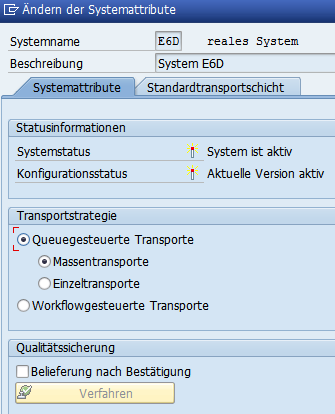 Ändern der Systemattribute
Systemname E6D reales System
Beschreibung System E6D
Systemattribute Standardtransportschicht
Statusinformationen
Systemstatus System ist aktiv
Konfigurationsstatus Aktuelle Version aktiv
Transportstrategie
Queuegesteuerte Transporte
Massentransporte
Einzeltransporte
Workflowgesteuerte Transporte
Qualitätssicherung
Belieferung nach Bestätigung
Verfahren